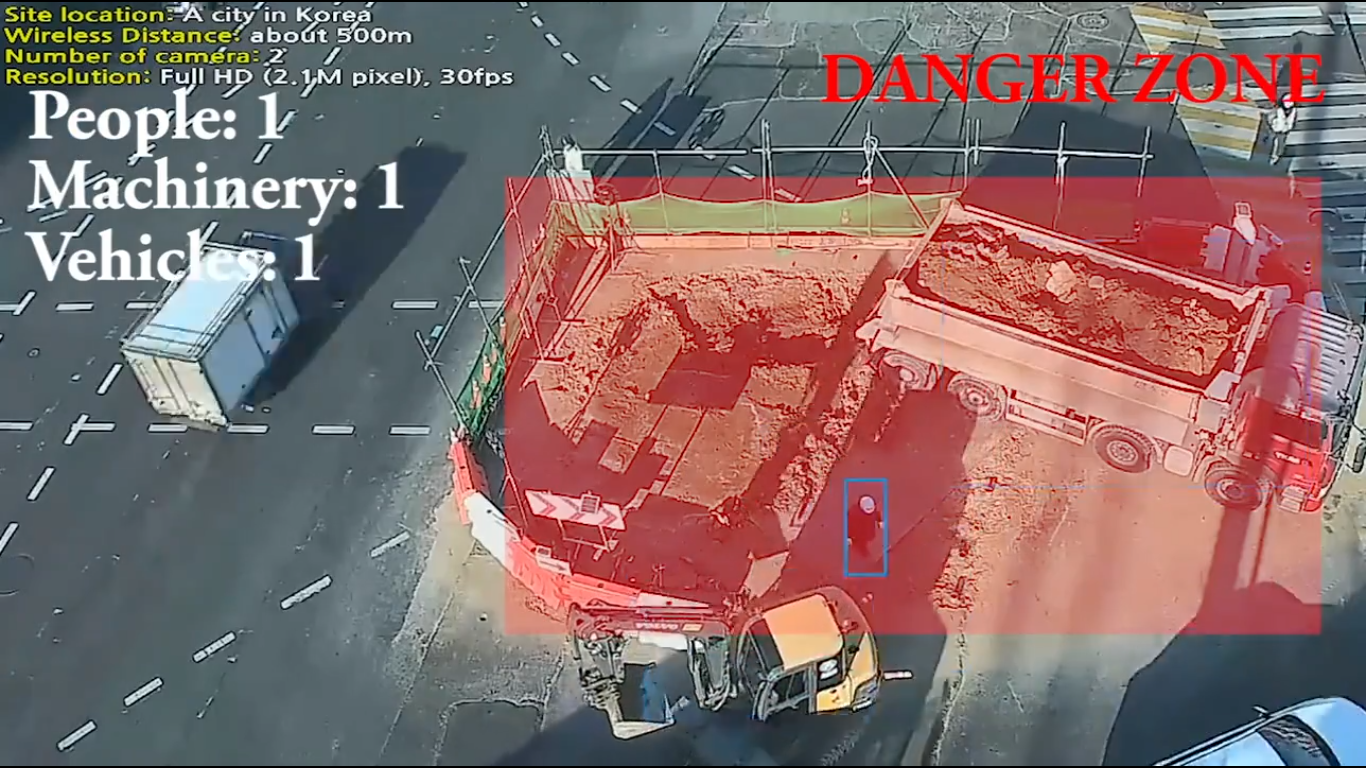 Site location: A city in Korea
Wireless Distance: about 500m
Number of camera: 2
Resolution: Full HD (2.1M pixel), 30fps
DANGER ZONE
People: 1
Machinery: 1
Vehicles: 1